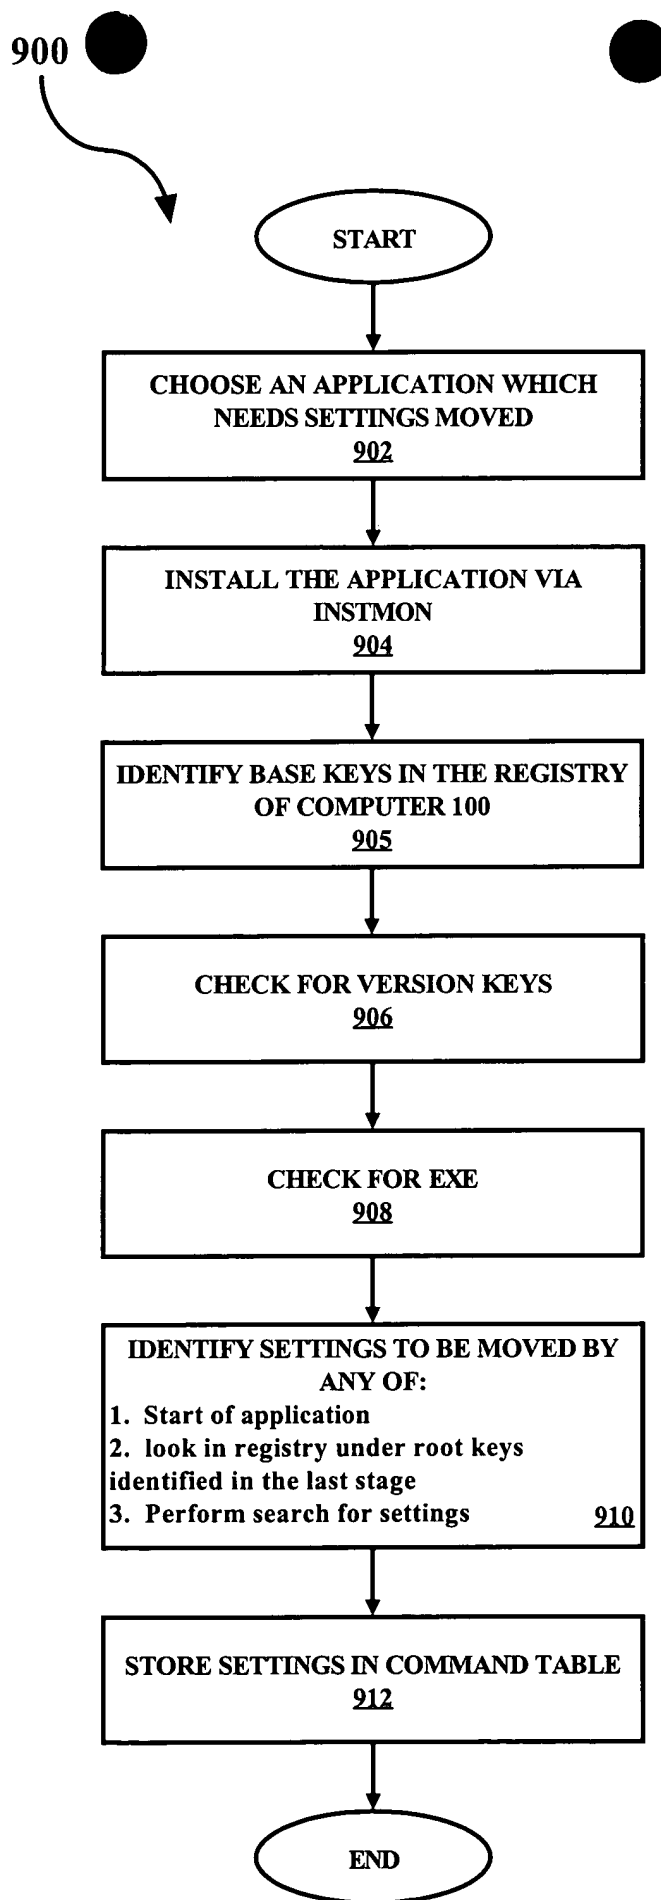 900
START
CHOOSE AN APPLICATION WHICH
NEEDS SETTINGS MOVED
902
INSTALL THE APPLICATION VIA
INSTMON
904
IDENTIFY BASE KEYS IN THE REGISTRY
OF COMPUTER 100
905
CHECK FOR VERSION KEYS
906
CHECK FOR EXE
908
IDENTIFY SETTINGS TO BE MOVED BY
ANY OF:
1. Start of application
2. look in registry under root keys
identified in the last stage
3. Perform search for settings 910
STORE SETTINGS IN COMMAND TABLE
912
END